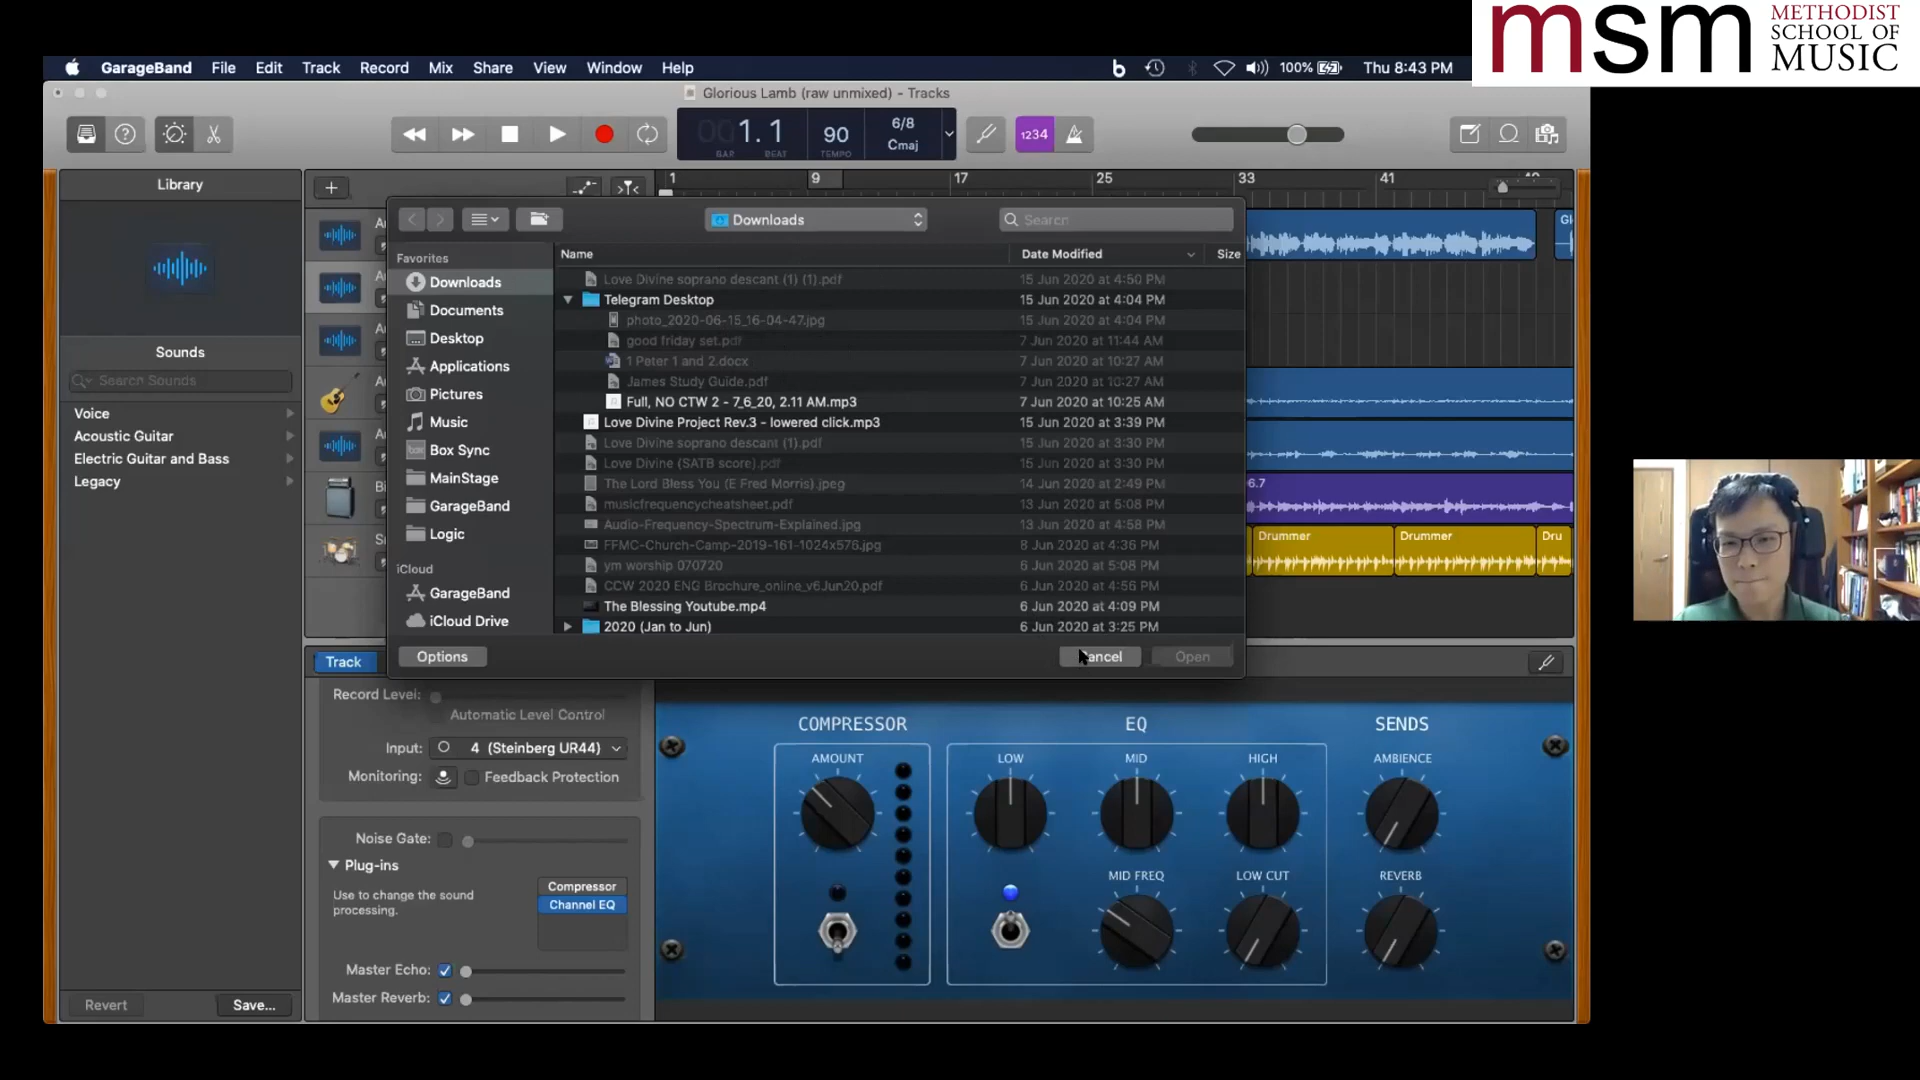 msm METHODIST
SCHOOL OF
MUSIC
GarageBand File Edit Track Record Mix Share View Window Help 100% Thu 8:43 PM
Glorious Lamb (raw unmixed) - Tracks
001.1 90 6/8
Cmaj
BAR BEAT TEMPO
1234
Library
1 9 17 25 33 41
Downloads
Search
Favorites
Downloads
Documents
Desktop
Applications
Pictures
Music
Box Sync
MainStage
GarageBand
Logic
iCloud
GarageBand
iCloud Drive
Name Date Modified Size
Love Divine soprano descant (1) (1).pdf 15 Jun 2020 at 4:50 PM
Telegram Desktop 15 Jun 2020 at 4:04 PM
photo_2020-06-15_16-04-47.jpg 15 Jun 2020 at 4:04 PM
good friday set.pdf 7 Jun 2020 at 11:44 AM
1 Peter 1 and 2.docx 7 Jun 2020 at 10:27 AM
James Study Guide.pdf 7 Jun 2020 at 10:27 AM
Full, NO CTW 2 - 7_6_20, 2.11 AM.mp3 7 Jun 2020 at 10:25 AM
Love Divine Project Rev.3 - lowered click.mp3 15 Jun 2020 at 3:39 PM
Love Divine soprano descant (1).pdf 15 Jun 2020 at 3:30 PM
Love Divine (SATB score).pdf 15 Jun 2020 at 3:30 PM
The Lord Bless You (E Fred Morris).jpeg 14 Jun 2020 at 2:49 PM
musicfrequencycheatsheet.pdf 13 Jun 2020 at 5:08 PM
Audio-Frequency-Spectrum-Explained.jpg 13 Jun 2020 at 4:58 PM
FFMC-Church-Camp-2019-161-1024x576.jpg 8 Jun 2020 at 4:36 PM
ym worship 070720 6 Jun 2020 at 5:08 PM
CCW 2020 ENG Brochure_online_v6Jun20.pdf 6 Jun 2020 at 4:56 PM
The Blessing Youtube.mp4 6 Jun 2020 at 4:09 PM
2020 (Jan to Jun) 6 Jun 2020 at 3:25 PM
Options
Cancel
Open
Sounds
Search Sounds
Voice
Acoustic Guitar
Electric Guitar and Bass
Legacy
Gl
6.7
Drummer
Drummer
Dru
Track
Record Level:
Automatic Level Control
Input: 4 (Steinberg UR44)
Monitoring: Feedback Protection
Noise Gate:
Plug-ins
Use to change the sound
processing.
Compressor
Channel EQ
Master Echo:
Master Reverb:
Revert
Save...
COMPRESSOR EQ SENDS
AMOUNT LOW MID HIGH AMBIENCE
MID FREQ LOW CUT REVERB